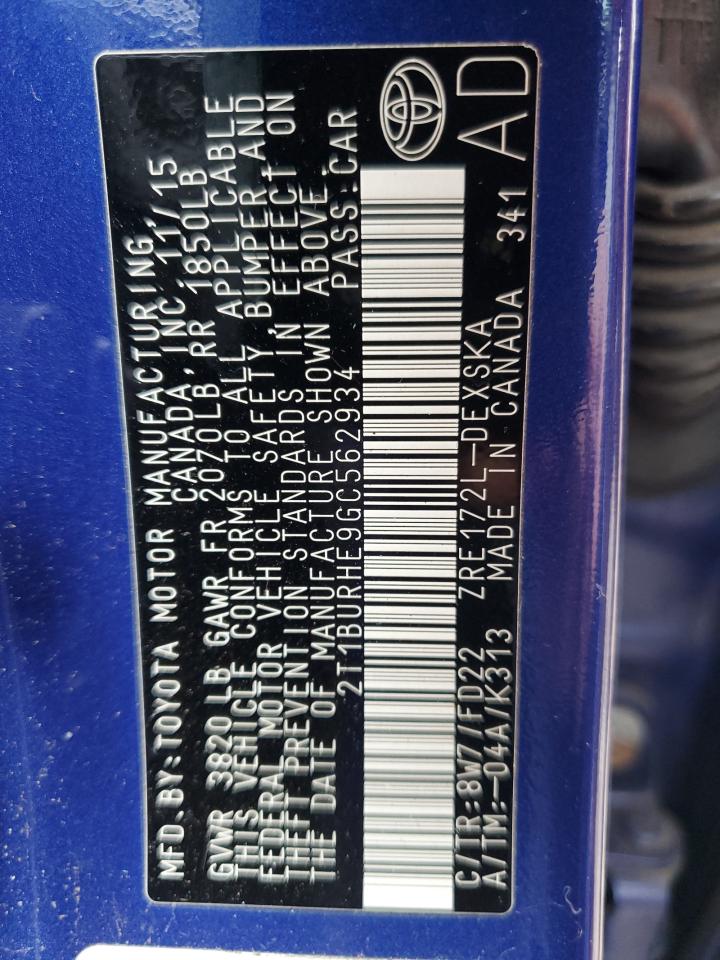 MFD.BY:TOYOTA MOTOR MANUFACTURING,
CANADA,INC. 11/15
GVWR 3820LB GAWR FR 2070LB,RR 1850LB
THIS VEHICLE CONFORMS TO ALL APPLICABLE
FEDERAL MOTOR VEHICLE SAFETY,BUMPER,AND
THEFT PREVENTION STANDARDS IN EFFECT ON
THE DATE OF MANUFACTURE SHOWN ABOVE.
2T1BURHE9GC562934 PASS.CAR
C/TR:8W7/FD22 ZRE172L-DEXSKA
A/TM:-04A/K313 MADE IN CANADA 341
AD